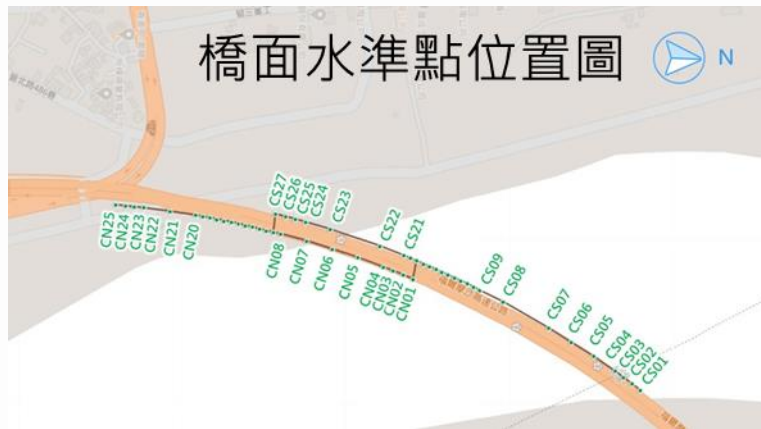 橋面水準點位置圖
N
CS27
CS26
CS25
CS24
CS23
CS22
CS21
CS09
CS08
CS07
CS06
CS05
CS04
CS03
CS02
CS01
CN25
CN24
CN23
CN22
CN21
CN20
CN08
CN07
CN06
CN05
CN04
CN03
CN02
CN01